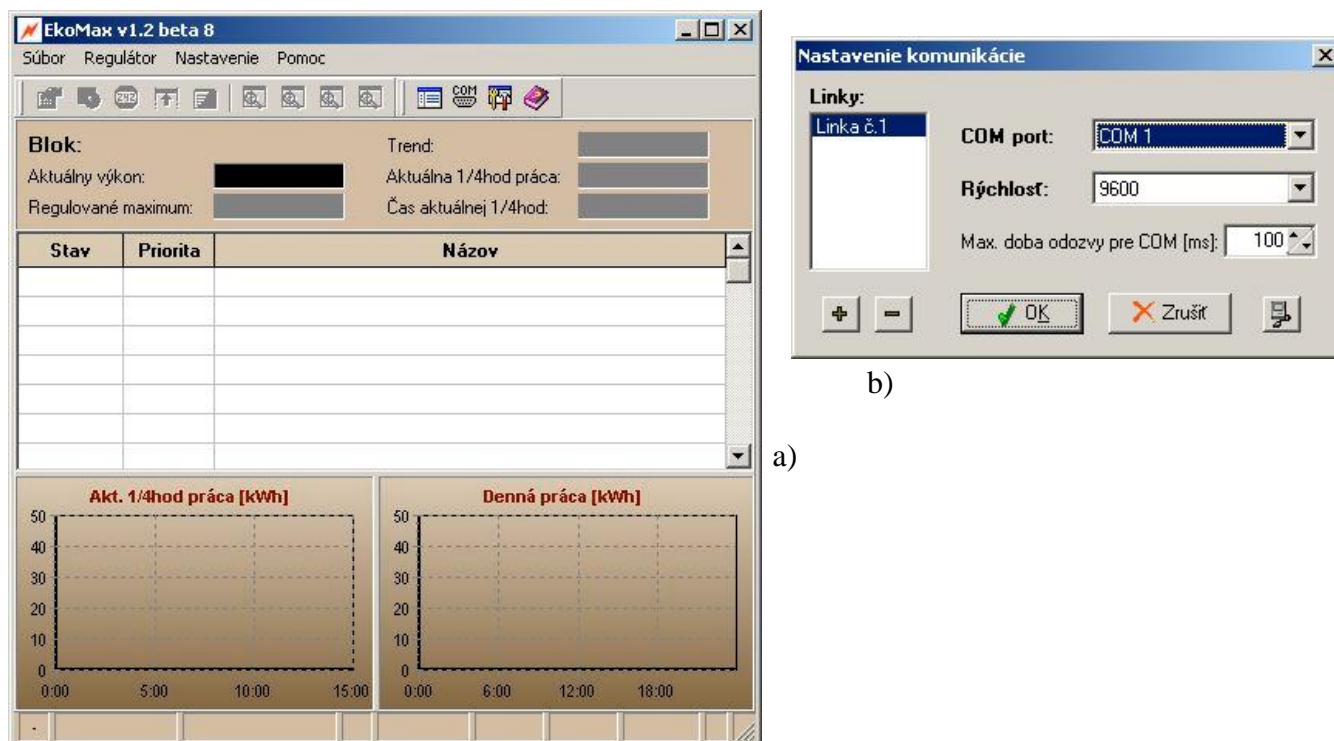 EkoMax v1.2 beta 8
Súbor Regulátor Nastavenie Pomoc
COM
Blok:
Trend:
Aktuálny výkon:
Aktuálna 1/4hod práca:
Regulované maximum:
Čas aktuálnej 1/4hod:
Stav Priorita Názov
Akt. 1/4hod práca [kWh]
50
40
30
20
10
0
0:00 5:00 10:00 15:00
Denná práca [kWh]
50
40
30
20
10
0
0:00 6:00 12:00 18:00
-
a)
Nastavenie komunikácie
Linky:
Linka č.1
COM port: COM 1
Rýchlosť: 9600
Max. doba odozvy pre COM [ms]: 100
OK Zrušiť
b)